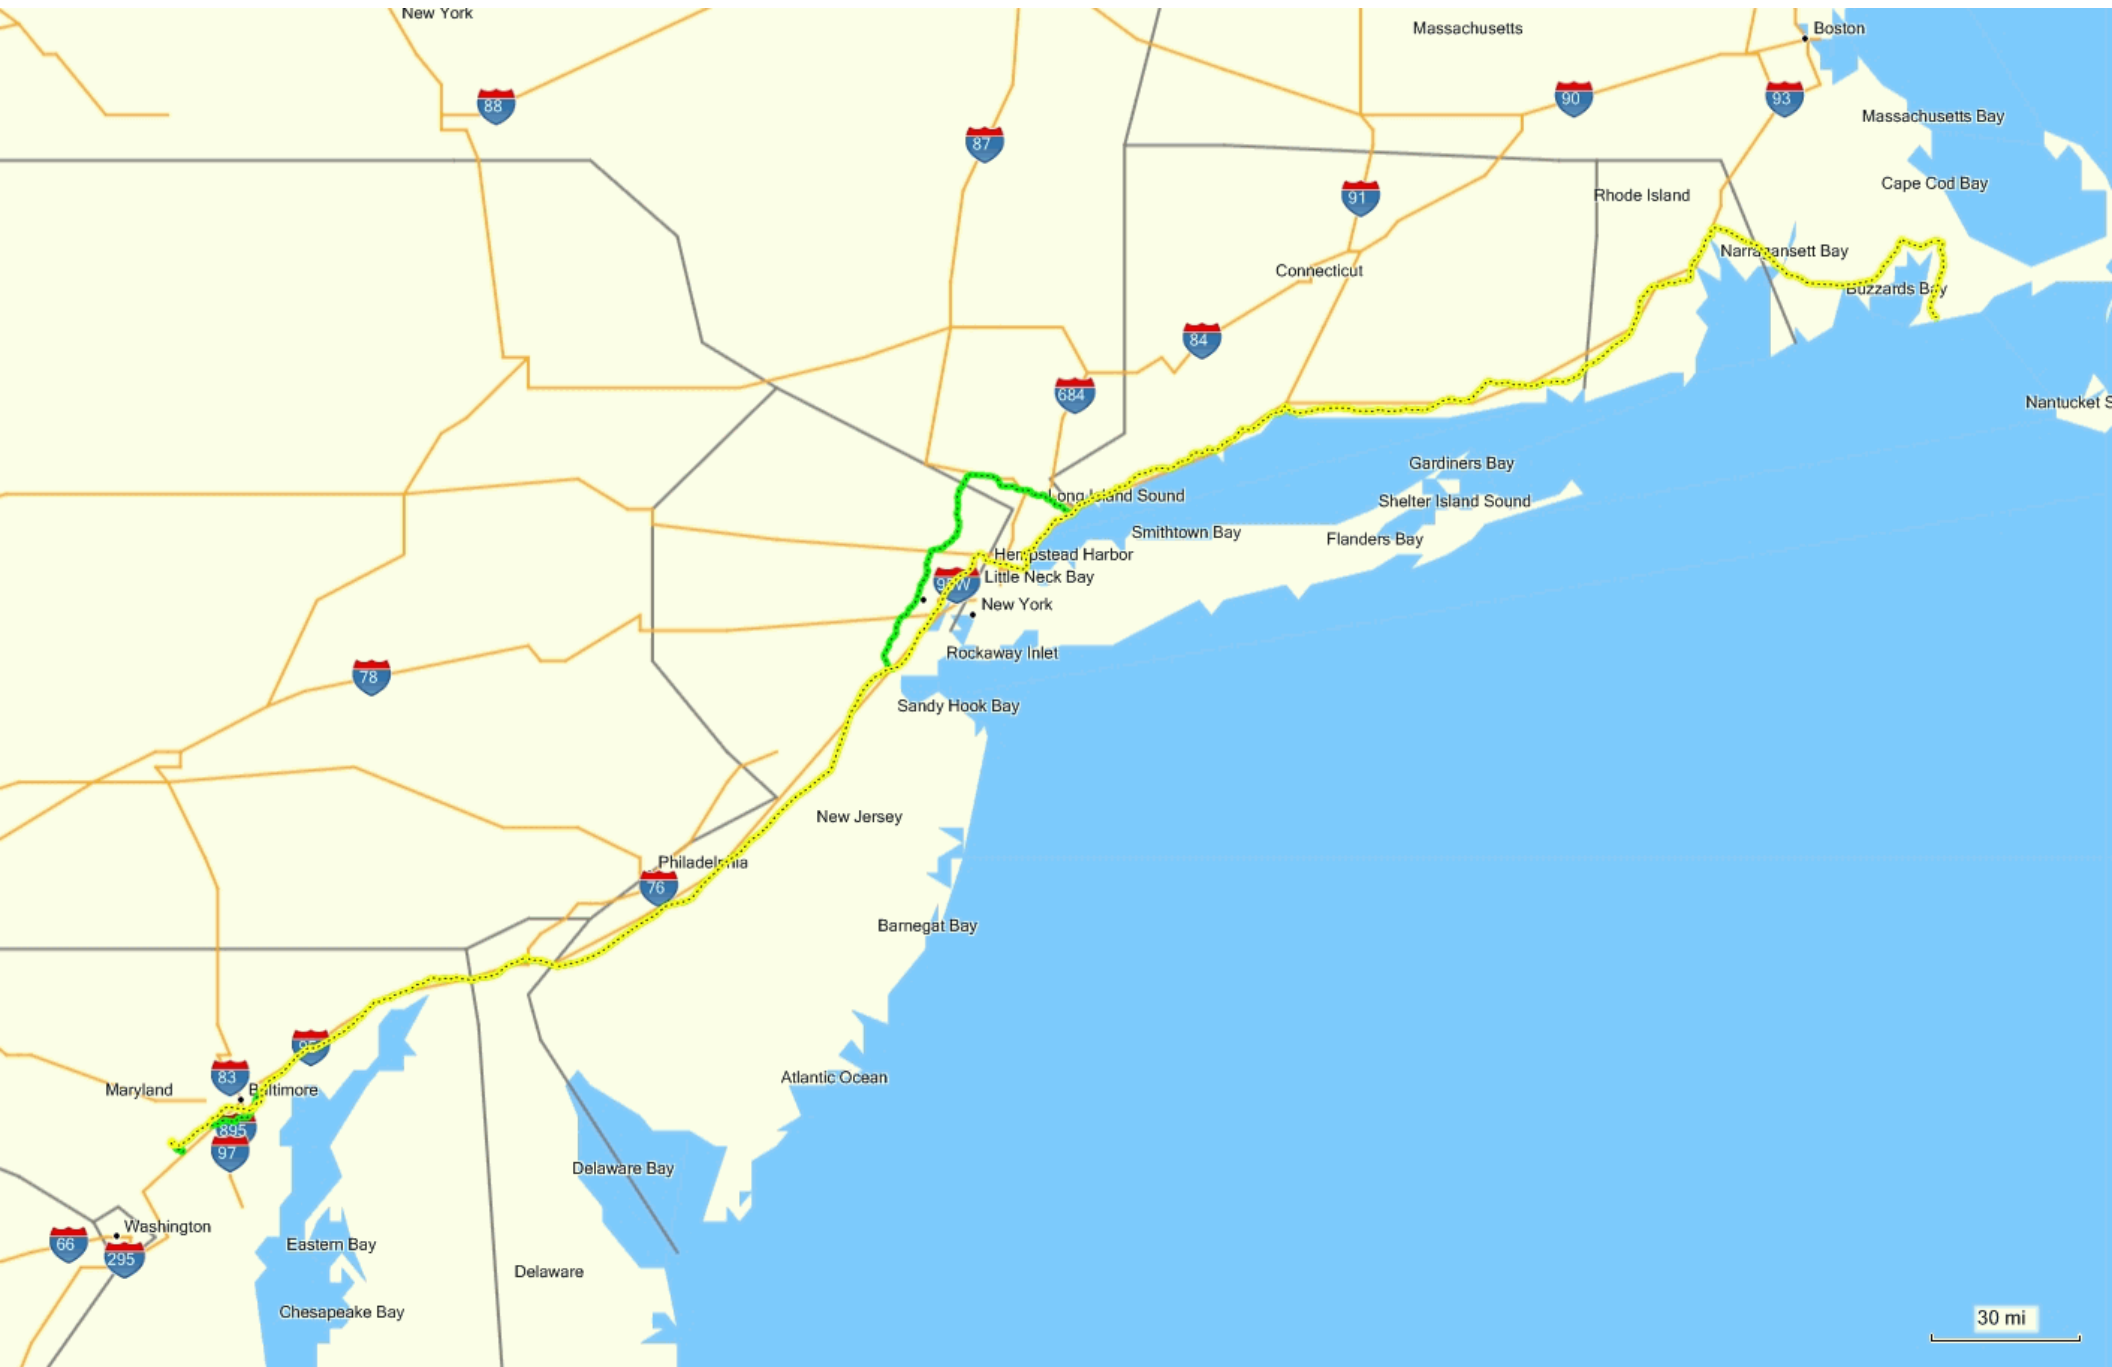 New York
Massachusetts
Boston
88
90
93
87
Massachusetts Bay
Cape Cod Bay
91
Rhode Island
Narragansett Bay
Connecticut
Buzzards Bay
84
684
Nantucket S
Gardiners Bay
Long Island Sound
Shelter Island Sound
Smithtown Bay
Flanders Bay
Hempstead Harbor
Little Neck Bay
New York
Rockaway Inlet
78
Sandy Hook Bay
New Jersey
Philadelphia
76
Barnegat Bay
95
83
Maryland
Baltimore
Atlantic Ocean
895
97
Delaware Bay
Washington
66
295
Eastern Bay
Delaware
Chesapeake Bay
30 mi